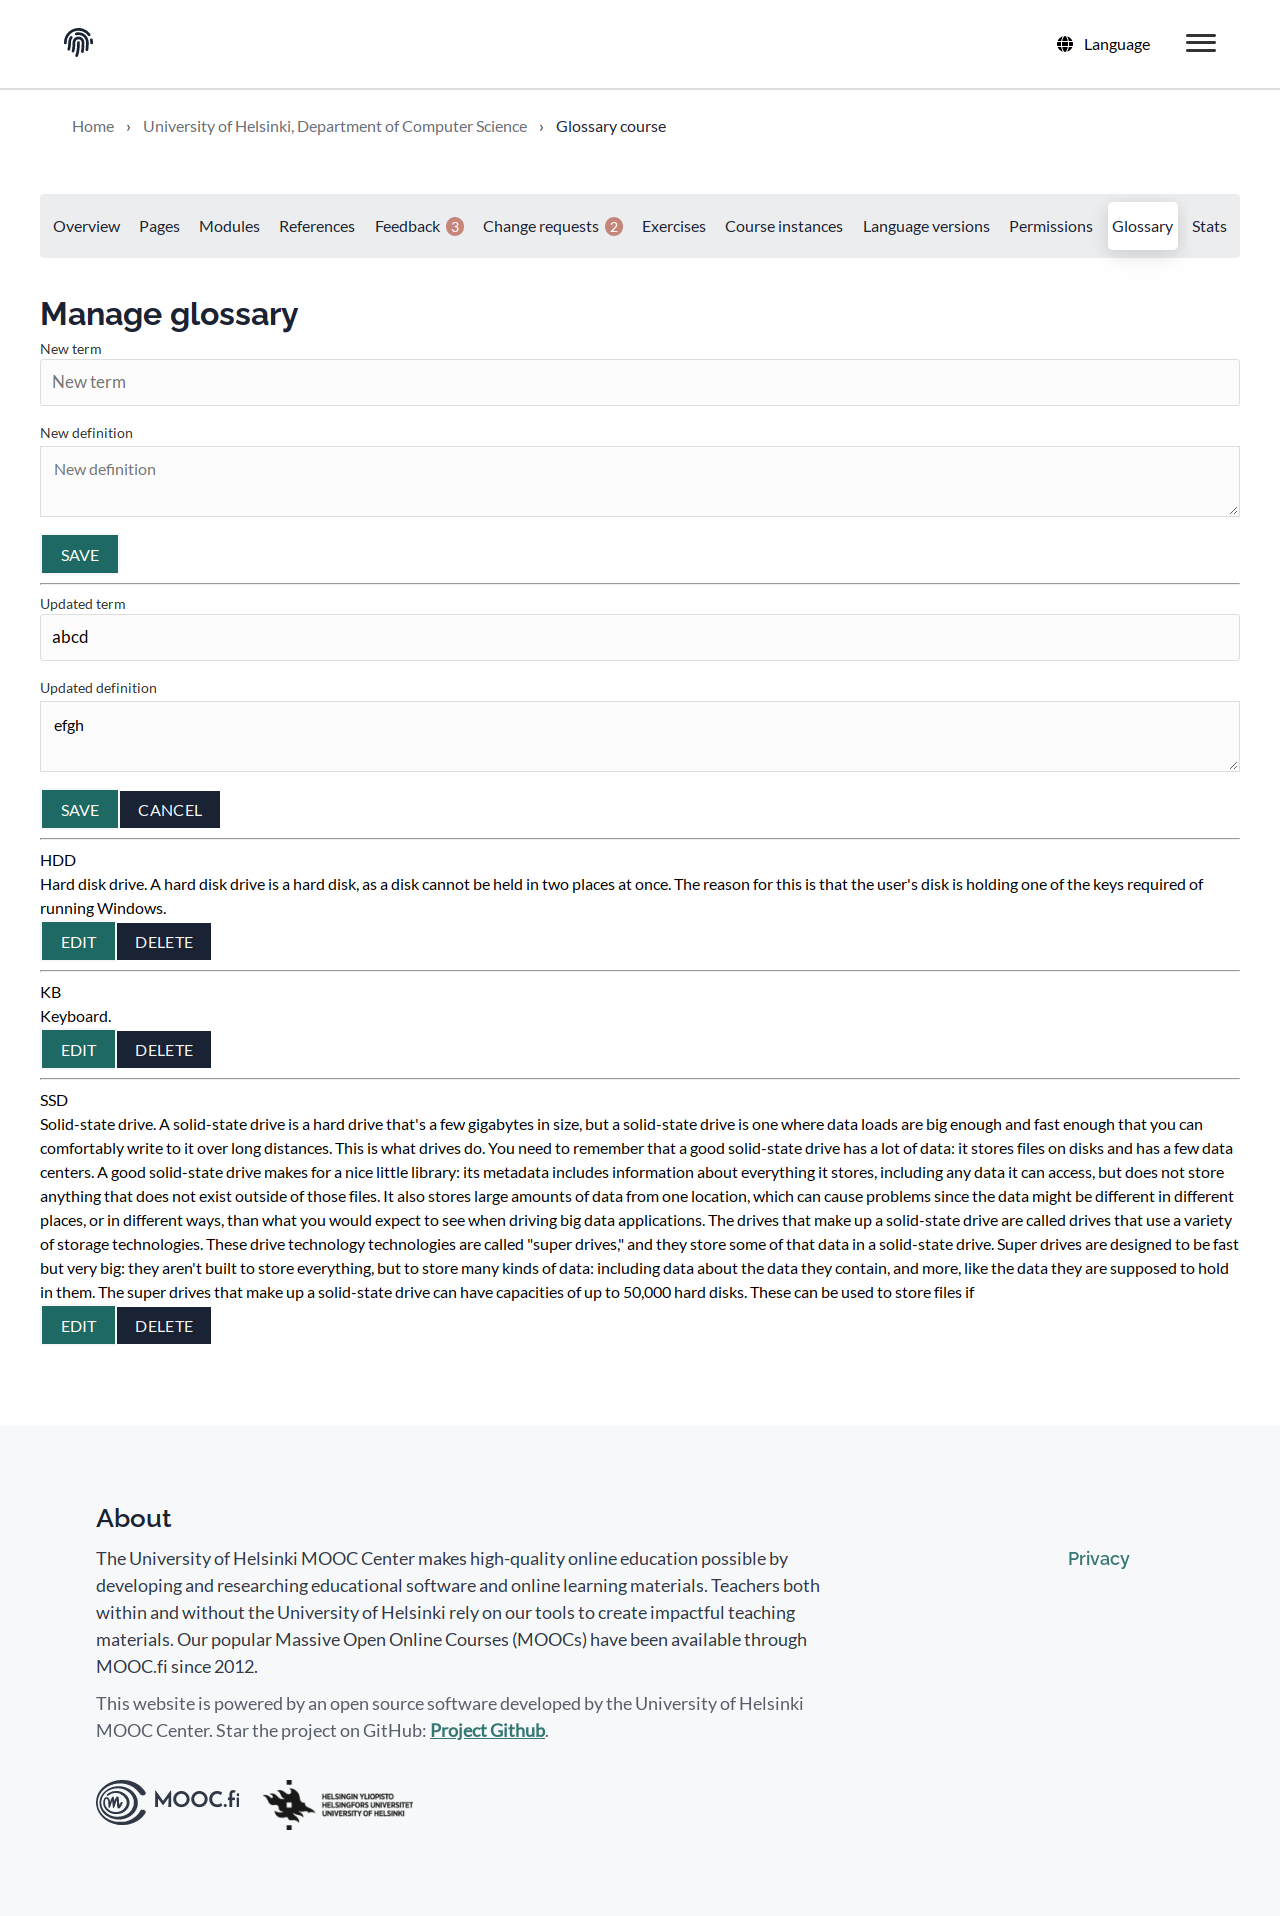 Language
Home › University of Helsinki, Department of Computer Science › Glossary course
Overview Pages Modules References Feedback 3 Change requests 2 Exercises Course instances Language versions Permissions Glossary Stats
Manage glossary
New term
New term
New definition
New definition
SAVE
Updated term
abcd
Updated definition
efgh
SAVE CANCEL
HDD
Hard disk drive. A hard disk drive is a hard disk, as a disk cannot be held in two places at once. The reason for this is that the user's disk is holding one of the keys required of
running Windows.
EDIT DELETE
KB
Keyboard.
EDIT DELETE
SSD
Solid-state drive. A solid-state drive is a hard drive that's a few gigabytes in size, but a solid-state drive is one where data loads are big enough and fast enough that you can
comfortably write to it over long distances. This is what drives do. You need to remember that a good solid-state drive has a lot of data: it stores files on disks and has a few data
centers. A good solid-state drive makes for a nice little library: its metadata includes information about everything it stores, including any data it can access, but does not store
anything that does not exist outside of those files. It also stores large amounts of data from one location, which can cause problems since the data might be different in different
places, or in different ways, than what you would expect to see when driving big data applications. The drives that make up a solid-state drive are called drives that use a variety
of storage technologies. These drive technology technologies are called "super drives," and they store some of that data in a solid-state drive. Super drives are designed to be fast
but very big: they aren't built to store everything, but to store many kinds of data: including data about the data they contain, and more, like the data they are supposed to hold
in them. The super drives that make up a solid-state drive can have capacities of up to 50,000 hard disks. These can be used to store files if
EDIT DELETE
About
The University of Helsinki MOOC Center makes high-quality online education possible by
developing and researching educational software and online learning materials. Teachers both
within and without the University of Helsinki rely on our tools to create impactful teaching
materials. Our popular Massive Open Online Courses (MOOCs) have been available through
MOOC.fi since 2012.
Privacy
This website is powered by an open source software developed by the University of Helsinki
MOOC Center. Star the project on GitHub: Project Github.
MOOC.fi
HELSINGIN YLIOPISTO
HELSINGFORS UNIVERSITET
UNIVERSITY OF HELSINKI